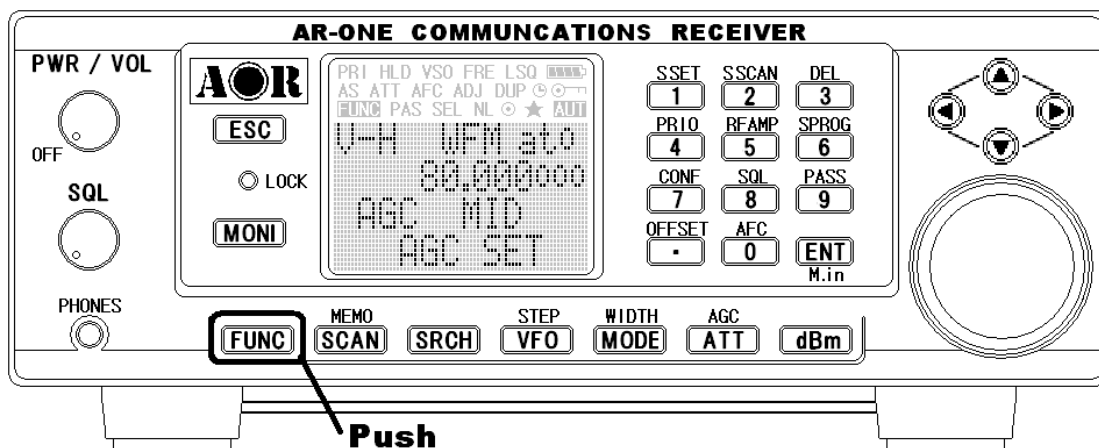 AR-ONE COMMUNCATIONS RECEIVER
PWR / VOL
OFF
SQL
PHONES
AOR
ESC
LOCK
MONI
PRI HLD VSO FRE LSQ
AS ATT AFC ADJ DUP
FUNC PAS SEL NL AUT
V-H WFM ato
80.000000
AGC MID
AGC SET
SSET SSCAN DEL
1 2 3
PRIO RFAMP SPROG
4 5 6
CONF SQL PASS
7 8 9
OFFSET AFC
. 0 ENT
M.in
MEMO STEP WIDTH AGC
FUNC SCAN SRCH VFO MODE ATT dBm
Push